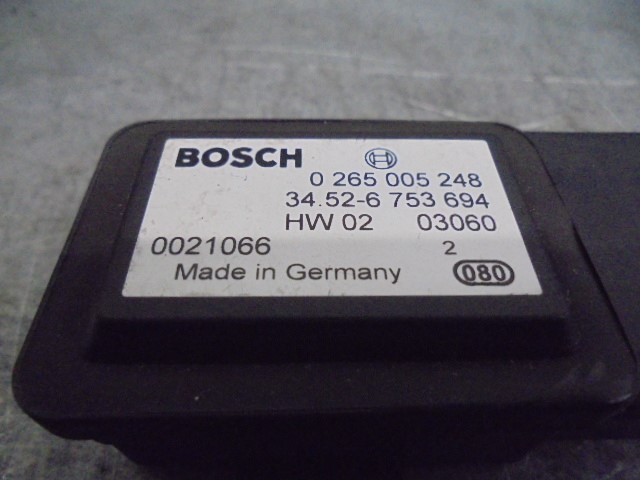 BOSCH
0 265 005 248
34.52-6 753 694
HW 02 03060
0021066 2
Made in Germany 080